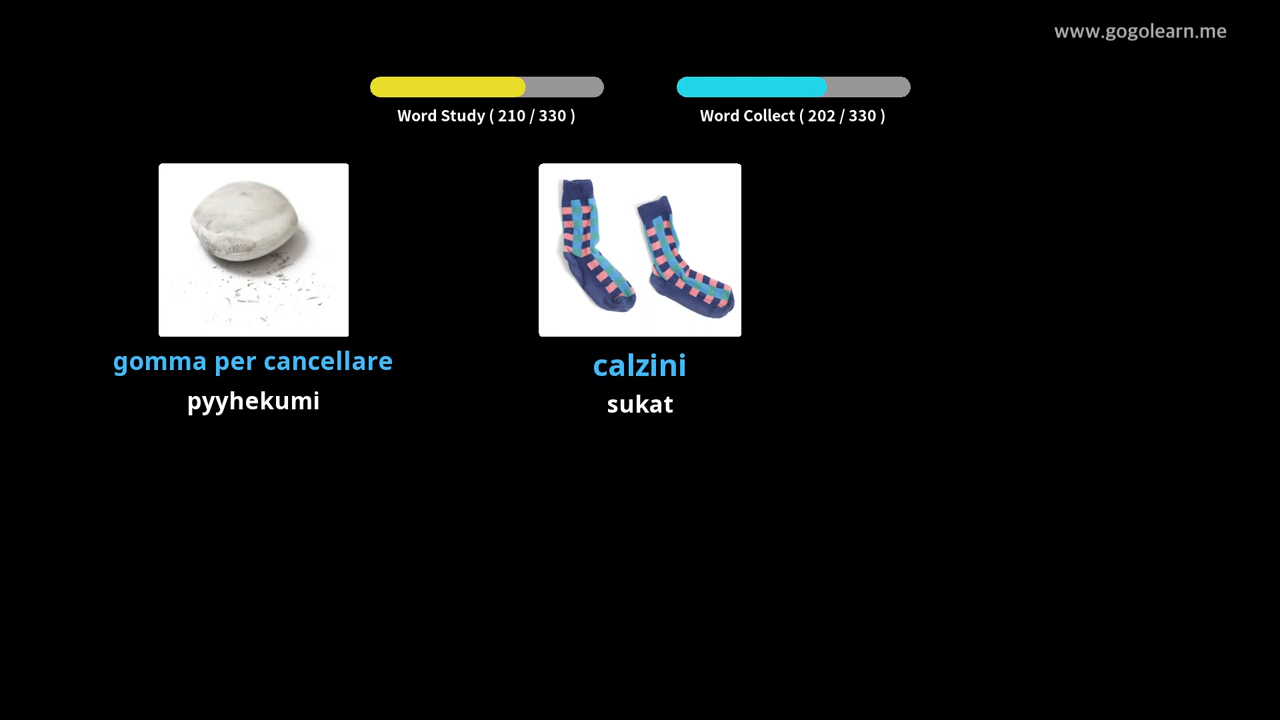 www.gogolearn.me
Word Study ( 210 / 330 )
Word Collect ( 202 / 330 )
gomma per cancellare
pyyhekumi
calzini
sukat